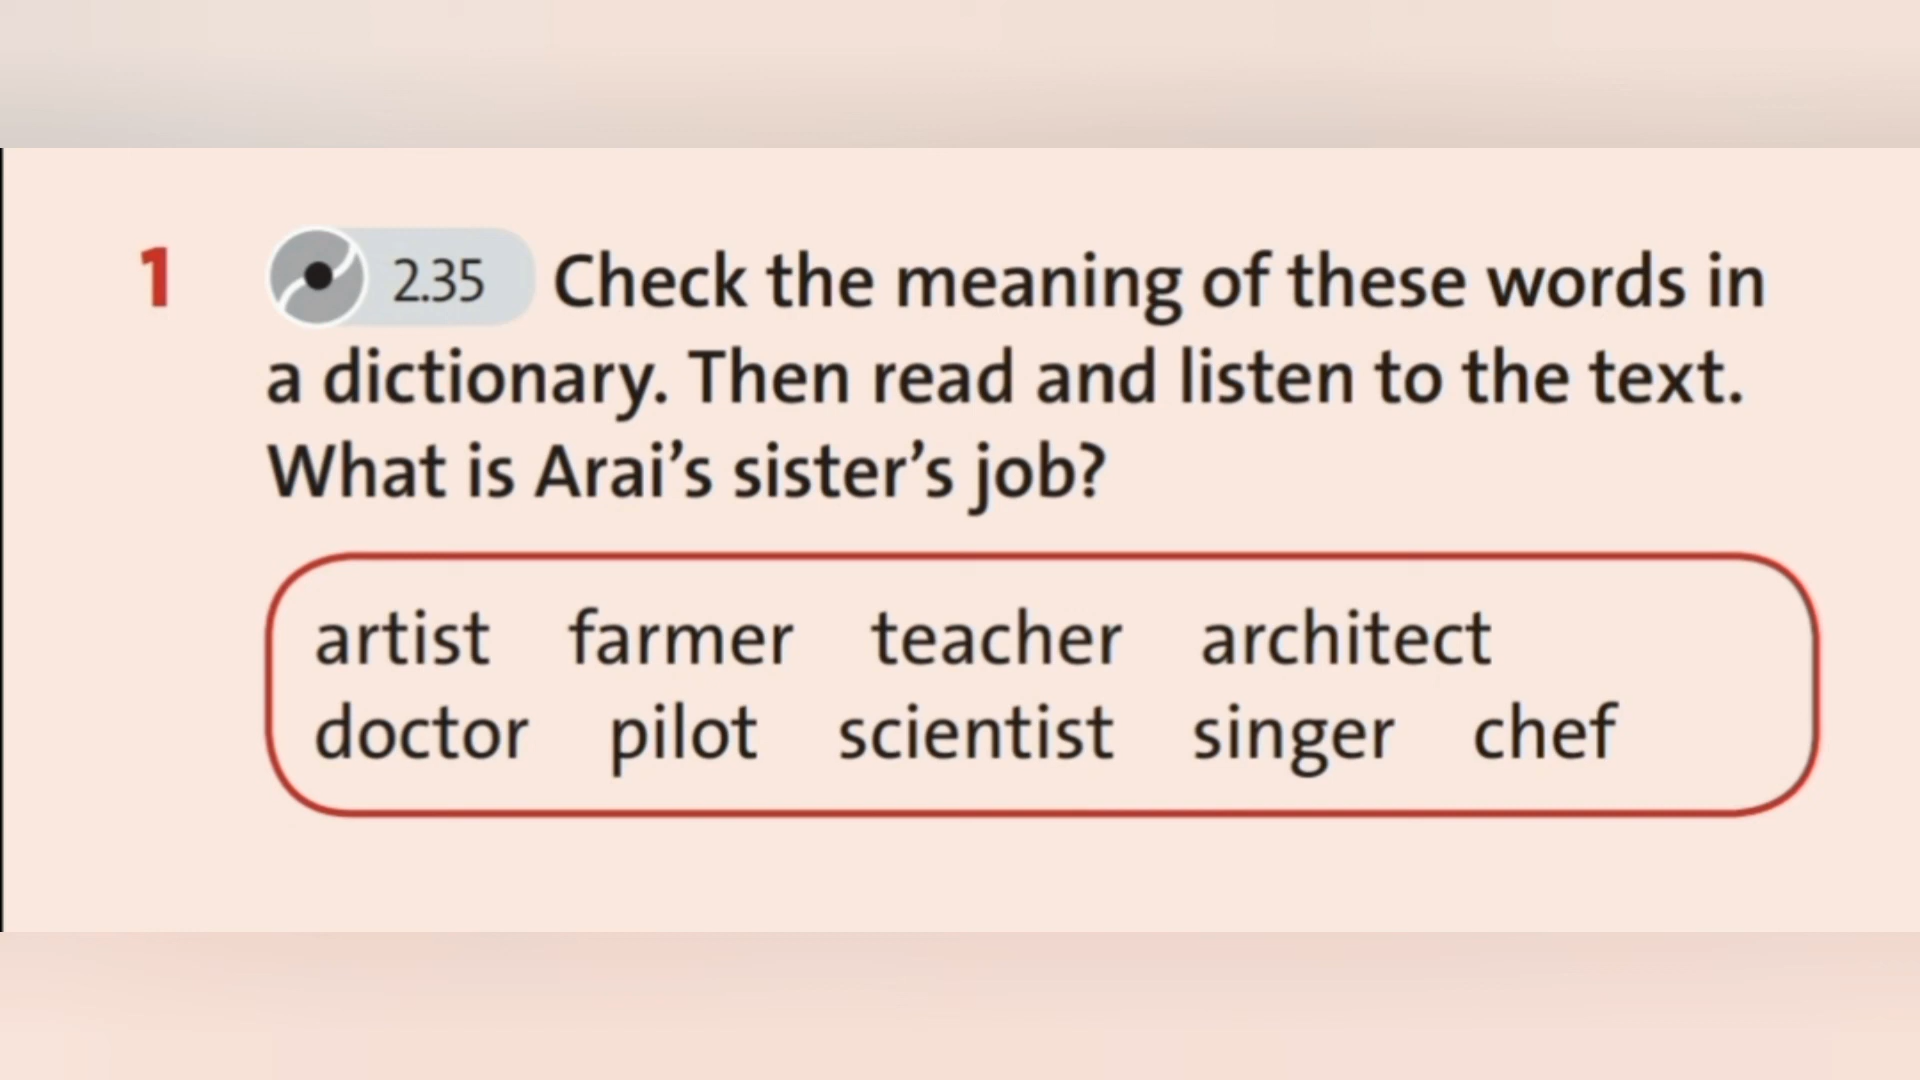 1 2.35 Check the meaning of these words in
a dictionary. Then read and listen to the text.
What is Arai’s sister’s job?
artist farmer teacher architect
doctor pilot scientist singer chef